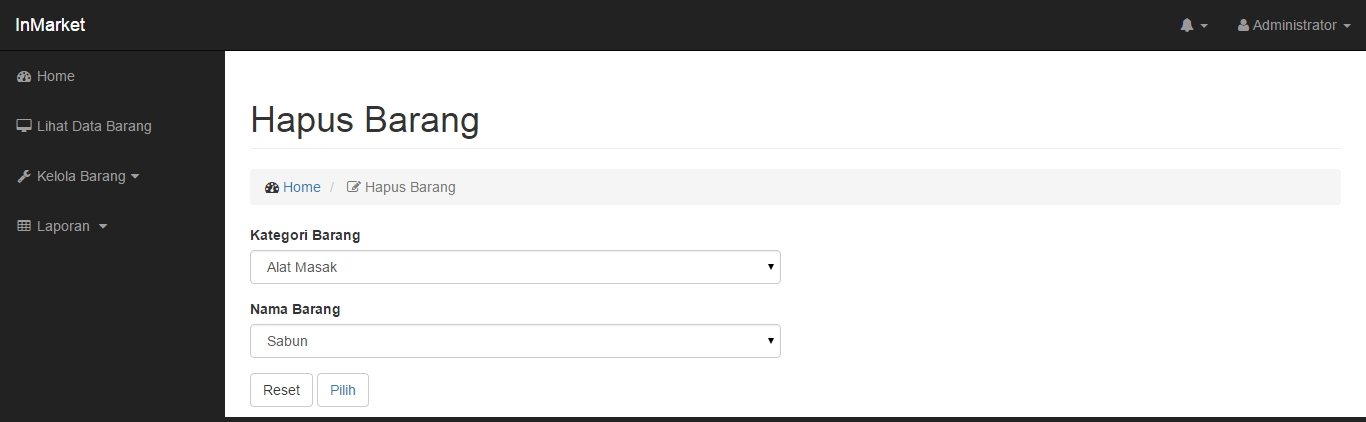 InMarket
Administrator
Home
Lihat Data Barang
Kelola Barang
Laporan
Hapus Barang
Home / Hapus Barang
Kategori Barang
Alat Masak
Nama Barang
Sabun
Reset Pilih